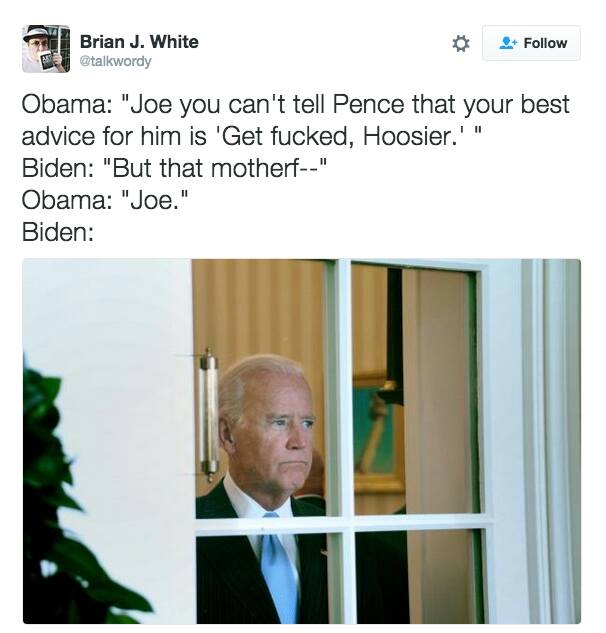 Brian J. White
@talkwordy
Follow
Obama: "Joe you can't tell Pence that your best
advice for him is 'Get fucked, Hoosier.' "
Biden: "But that motherf--"
Obama: "Joe."
Biden: